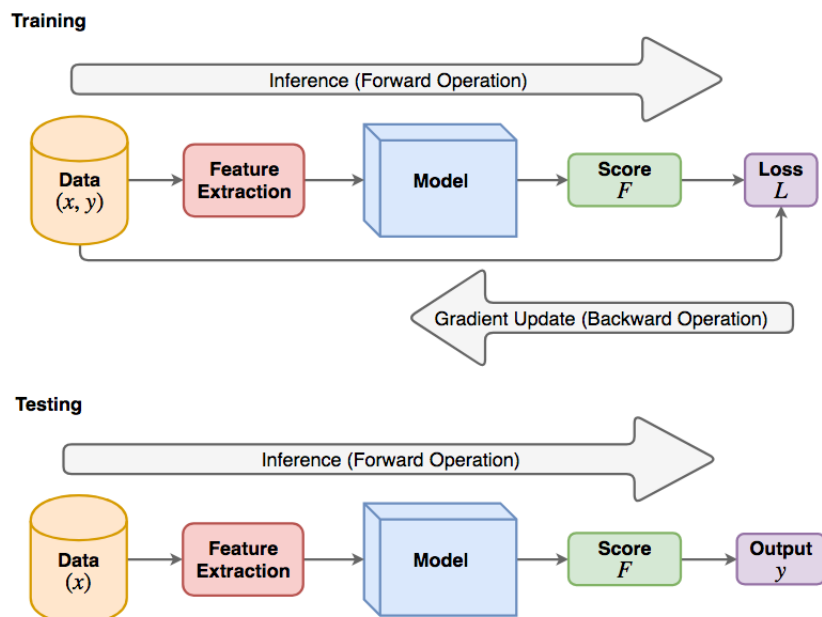 Training
Inference (Forward Operation)
Data
(x, y)
Feature
Extraction
Model
Score
F
Loss
L
Gradient Update (Backward Operation)
Testing
Inference (Forward Operation)
Data
(x)
Feature
Extraction
Model
Score
F
Output
y